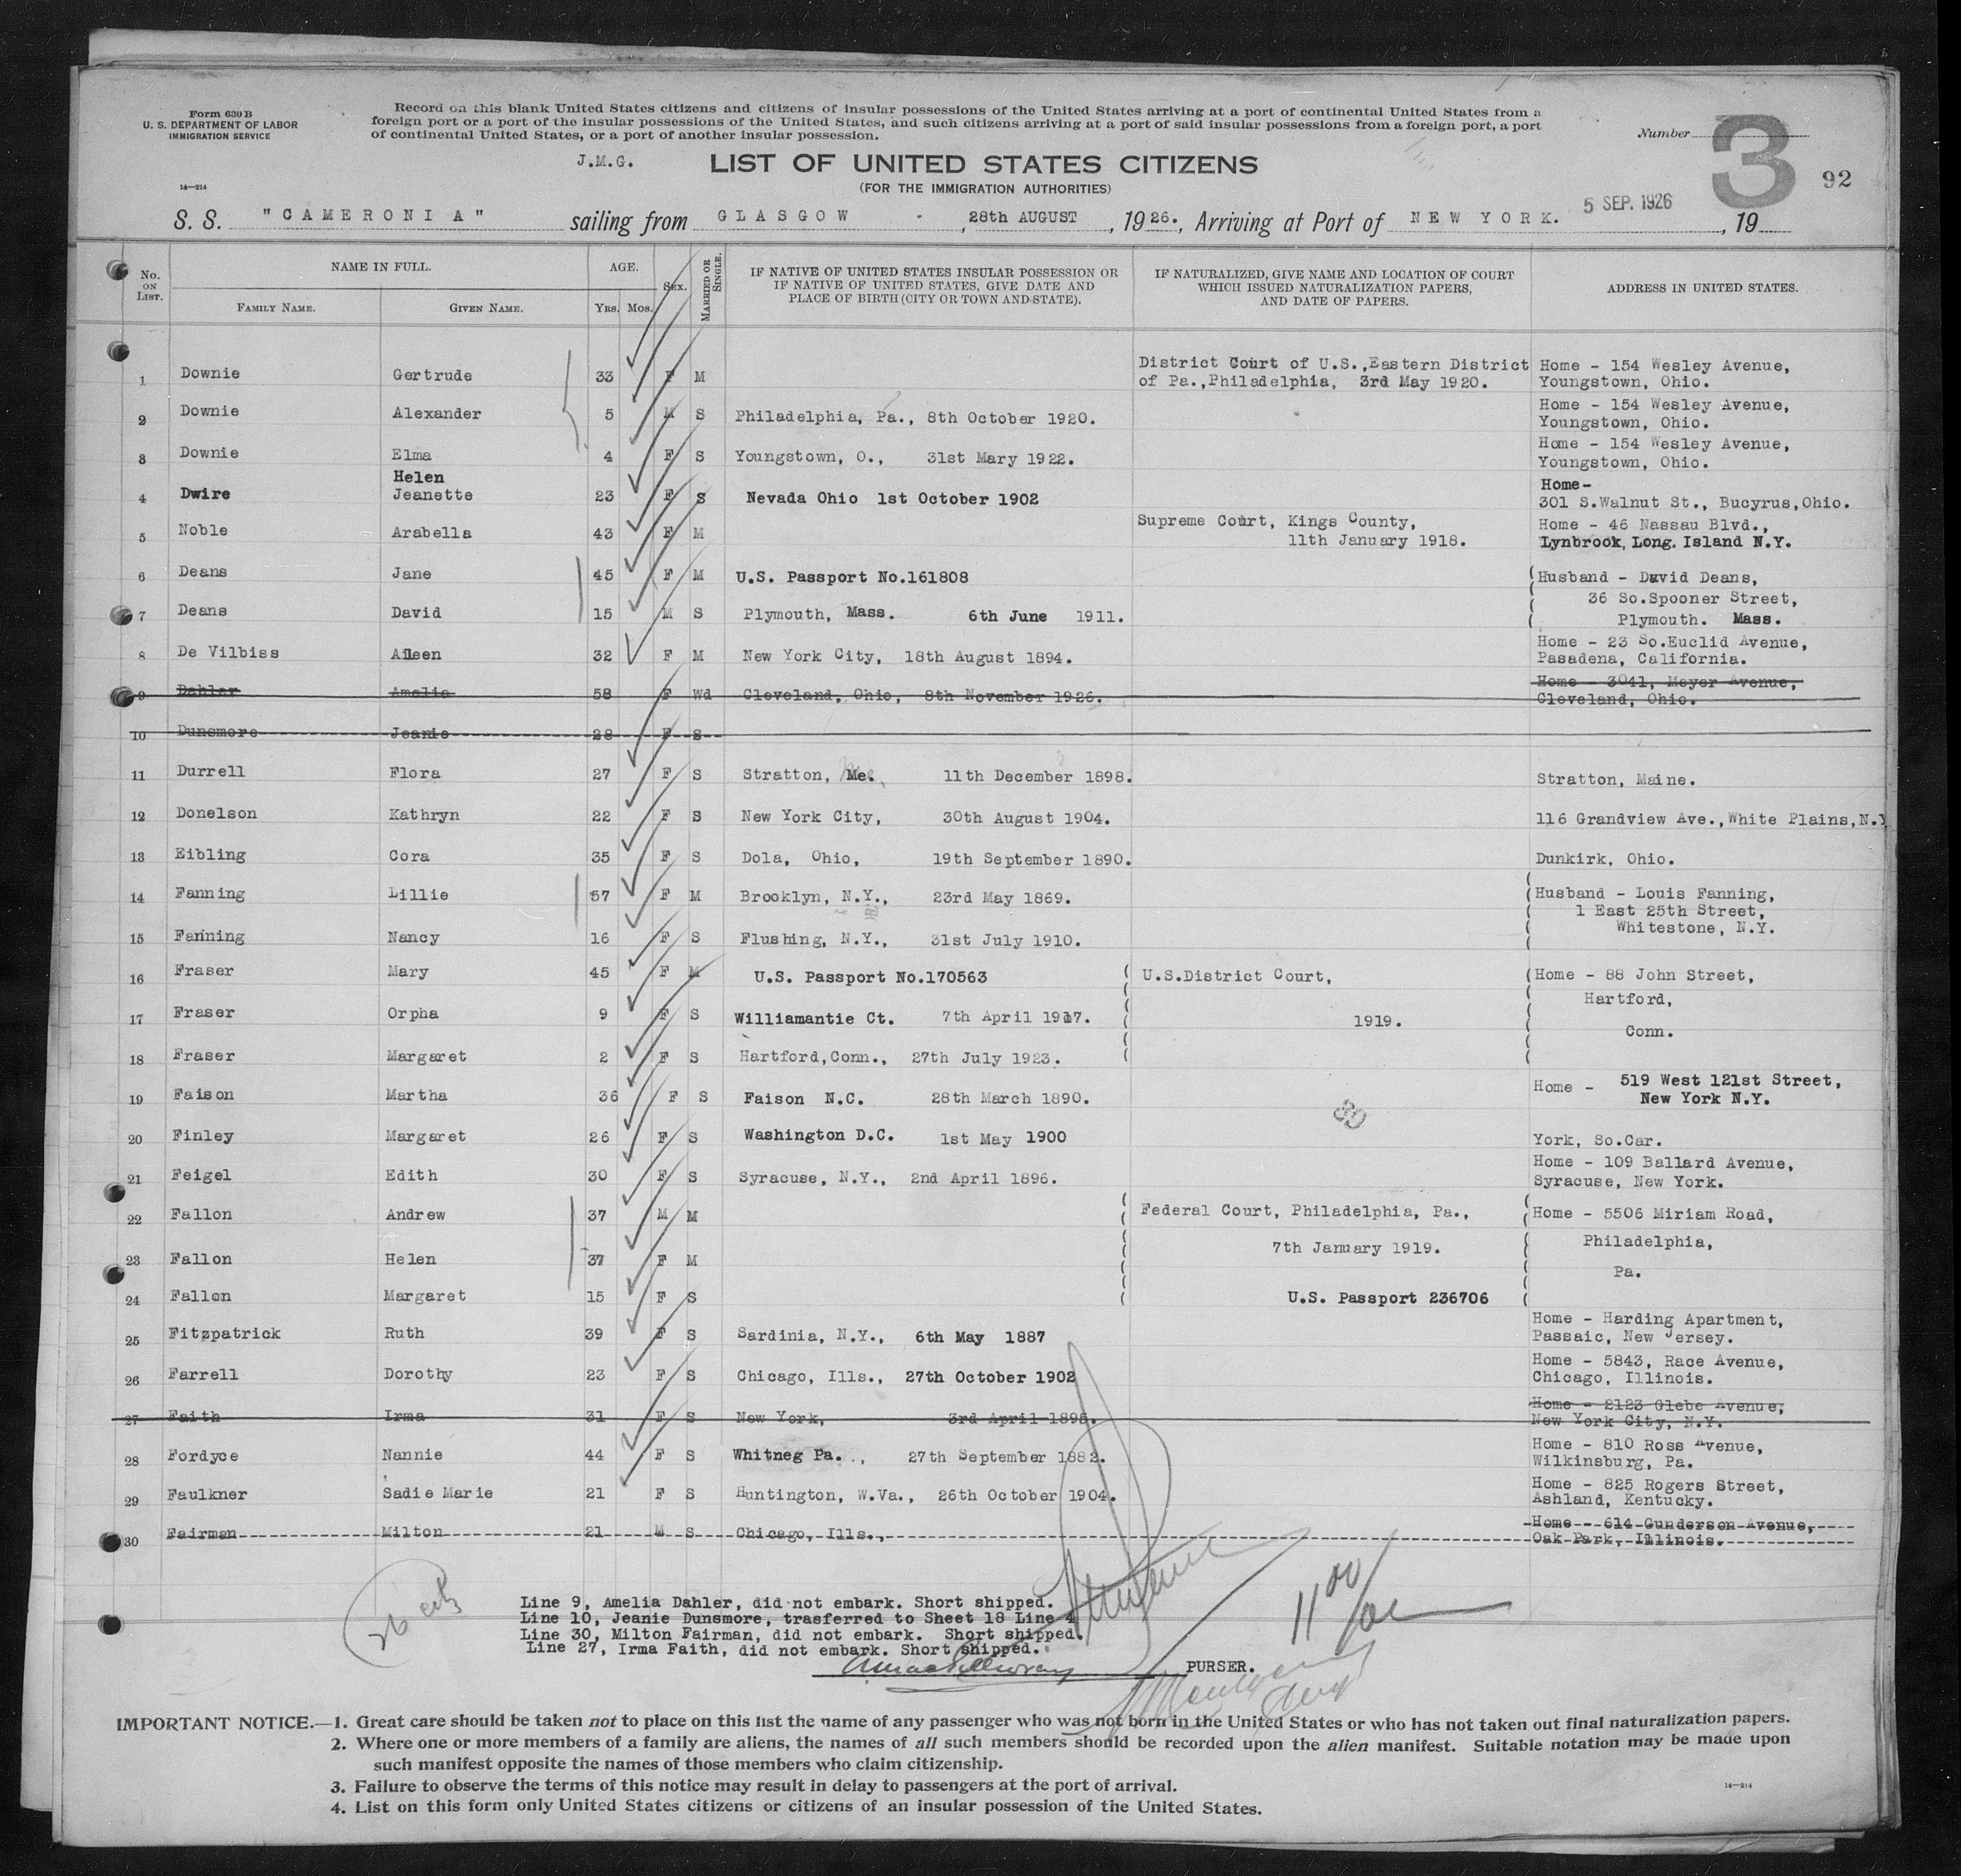 Form 630 B
U. S. DEPARTMENT OF LABOR
IMMIGRATION SERVICE
Record on this blank United States citizens and citizens of insular possessions of the United States arriving at a port of continental United States from a
foreign port or a port of the insular possessions of the United States, and such citizens arriving at a port of said insular possessions from a foreign port, a port
of continental United States, or a port of another insular possession.
Number
3
92
J.M.G.
LIST OF UNITED STATES CITIZENS
(FOR THE IMMIGRATION AUTHORITIES)
14—214
S. S. "CAMERONIA" sailing from GLASGOW, 28th AUGUST, 1926., Arriving at Port of NEW YORK. 5 SEP. 1926, 19
No. ON LIST. NAME IN FULL. FAMILY NAME. GIVEN NAME. AGE. YRS. MOS. SEX. MARRIED OR SINGLE.
IF NATIVE OF UNITED STATES INSULAR POSSESSION OR
IF NATIVE OF UNITED STATES, GIVE DATE AND
PLACE OF BIRTH (CITY OR TOWN AND STATE).
IF NATURALIZED, GIVE NAME AND LOCATION OF COURT
WHICH ISSUED NATURALIZATION PAPERS,
AND DATE OF PAPERS.
ADDRESS IN UNITED STATES.
1 Downie Gertrude 33 F M District Court of U.S.,Eastern District Home - 154 Wesley Avenue,
of Pa.,Philadelphia, 3rd May 1920. Youngstown, Ohio.
2 Downie Alexander 5 M S Philadelphia, Pa., 8th October 1920. Home - 154 Wesley Avenue,
Youngstown, Ohio.
3 Downie Elma 4 F S Youngstown, O., 31st Mary 1922. Home - 154 Wesley Avenue,
Youngstown, Ohio.
Helen
4 Dwire Jeanette 23 F S Nevada Ohio 1st October 1902 Home-
301 S.Walnut St., Bucyrus,Ohio.
5 Noble Arabella 43 F M Supreme Court, Kings County, Home - 46 Nassau Blvd.,
11th January 1918. Lynbrook, Long. Island N.Y.
6 Deans Jane 45 F M U.S. Passport No.161808 (Husband - David Deans,
36 So.Spooner Street,
7 Deans David 15 M S Plymouth, Mass. 6th June 1911. Plymouth. Mass.
8 De Vilbiss Aileen 32 F M New York City, 18th August 1894. Home - 23 So.Euclid Avenue,
Pasadena, California.
9 Dahler Amelia 58 F Wd Cleveland, Ohio, 8th November 1926. Home - 3041, Meyer Avenue,
Cleveland, Ohio.
10 Dunsmore Jeanie 28 F S
11 Durrell Flora 27 F S Stratton, Me. 11th December 1898. Stratton, Maine.
12 Donelson Kathryn 22 F S New York City, 30th August 1904. 116 Grandview Ave.,White Plains,N.Y
13 Eibling Cora 35 F S Dola, Ohio, 19th September 1890. Dunkirk, Ohio.
14 Fanning Lillie 57 F M Brooklyn, N.Y., 23rd May 1869. (Husband - Louis Fanning,
1 East 25th Street,
15 Fanning Nancy 16 F S Flushing, N.Y., 31st July 1910. Whitestone, N.Y.
16 Fraser Mary 45 F M U.S. Passport No.170563 (U.S.District Court, (Home - 88 John Street,
Hartford,
17 Fraser Orpha 9 F S Williamantie Ct. 7th April 1917. 1919. Conn.
18 Fraser Margaret 2 F S Hartford,Conn., 27th July 1923.
19 Faison Martha 36 F S Faison N.C. 28th March 1890. Home - 519 West 121st Street,
New York N.Y.
80
20 Finley Margaret 26 F S Washington D.C. 1st May 1900 York, So.Car.
21 Feigel Edith 30 F S Syracuse, N.Y., 2nd April 1896. Home - 109 Ballard Avenue,
Syracuse, New York.
22 Fallon Andrew 37 M M (Federal Court, Philadelphia, Pa., (Home - 5506 Miriam Road,
7th January 1919. Philadelphia,
23 Fallon Helen 37 F M Pa.
24 Fallon Margaret 15 F S U.S. Passport 236706
25 Fitzpatrick Ruth 39 F S Sardinia, N.Y., 6th May 1887 Home - Harding Apartment,
Passaic, New Jersey.
26 Farrell Dorothy 23 F S Chicago, Ills., 27th October 1902 Home - 5843, Race Avenue,
Chicago, Illinois.
27 Faith Irma 31 F S New York, 3rd April 1895. Home - 2123 Glebe Avenue,
New York City, N.Y.
28 Fordyce Nannie 44 F S Whitneg Pa., 27th September 1882. Home - 810 Ross Avenue,
Wilkinsburg, Pa.
29 Faulkner Sadie Marie 21 F S Huntington, W.Va., 26th October 1904. Home - 825 Rogers Street,
Ashland, Kentucky.
30 Fairman Milton 21 M S Chicago, Ills., Home - 614 Gunderson Avenue,
Oak Park, Illinois.
Line 9, Amelia Dahler, did not embark. Short shipped.
Line 10, Jeanie Dunsmore, trasferred to Sheet 18 Line 4
Line 30, Milton Fairman, did not embark. Short shipped.
Line 27, Irma Faith, did not embark. Short shipped.
PURSER.
11 00
IMPORTANT NOTICE.—1. Great care should be taken not to place on this list the name of any passenger who was not born in the United States or who has not taken out final naturalization papers.
2. Where one or more members of a family are aliens, the names of all such members should be recorded upon the alien manifest. Suitable notation may be made upon
such manifest opposite the names of those members who claim citizenship.
3. Failure to observe the terms of this notice may result in delay to passengers at the port of arrival.
4. List on this form only United States citizens or citizens of an insular possession of the United States.
14—214